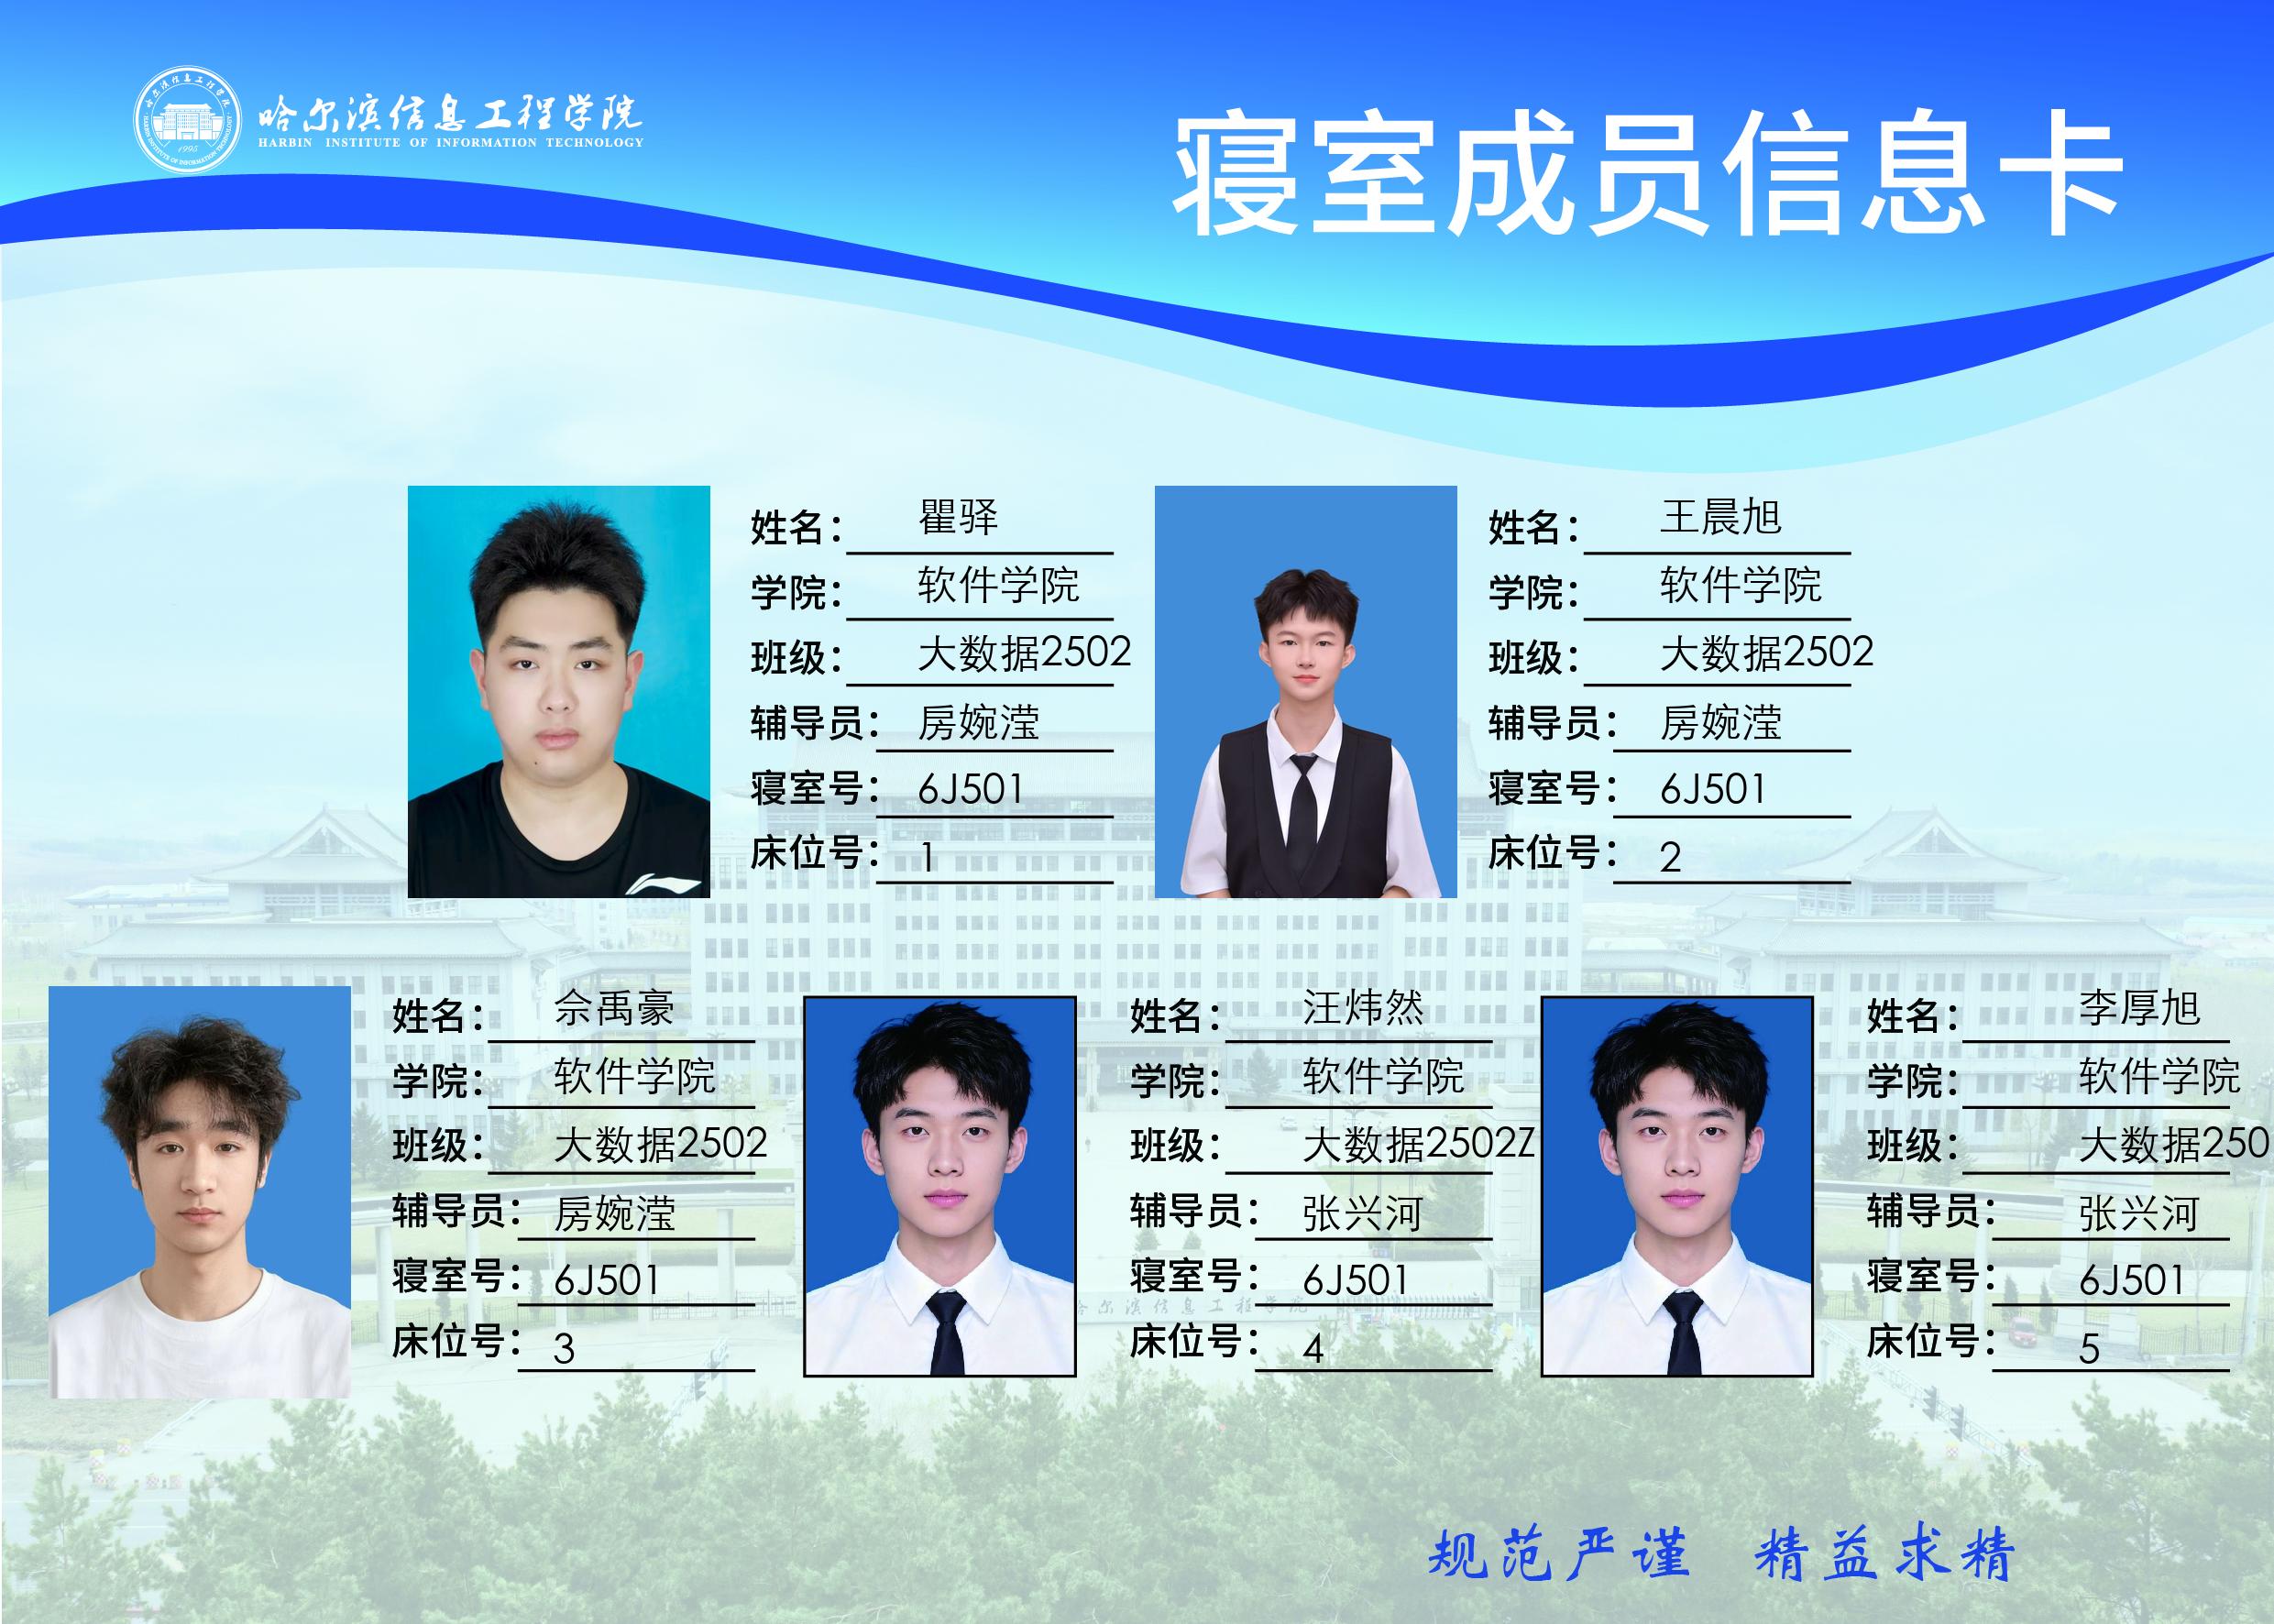 哈尔滨信息工程学院
HARBIN INSTITUTE OF INFORMATION TECHNOLOGY
1995
寝室成员信息卡
姓名：瞿驿
学院：软件学院
班级：大数据2502
辅导员：房婉滢
寝室号：6J501
床位号：1
姓名：王晨旭
学院：软件学院
班级：大数据2502
辅导员：房婉滢
寝室号：6J501
床位号：2
姓名：佘禹豪
学院：软件学院
班级：大数据2502
辅导员：房婉滢
寝室号：6J501
床位号：3
姓名：汪炜然
学院：软件学院
班级：大数据2502Z
辅导员：张兴河
寝室号：6J501
床位号：4
姓名：李厚旭
学院：软件学院
班级：大数据250
辅导员：张兴河
寝室号：6J501
床位号：5
哈尔滨信息工程学院
规范严谨 精益求精